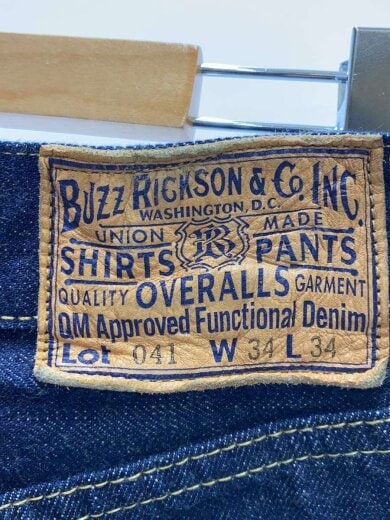 BUZZ RICKSON & CO. INC.
WASHINGTON, D.C.
UNION BR MADE
SHIRTS PANTS
QUALITY OVERALLS GARMENT
QM Approved Functional Denim
Lot 041 W 34 L 34